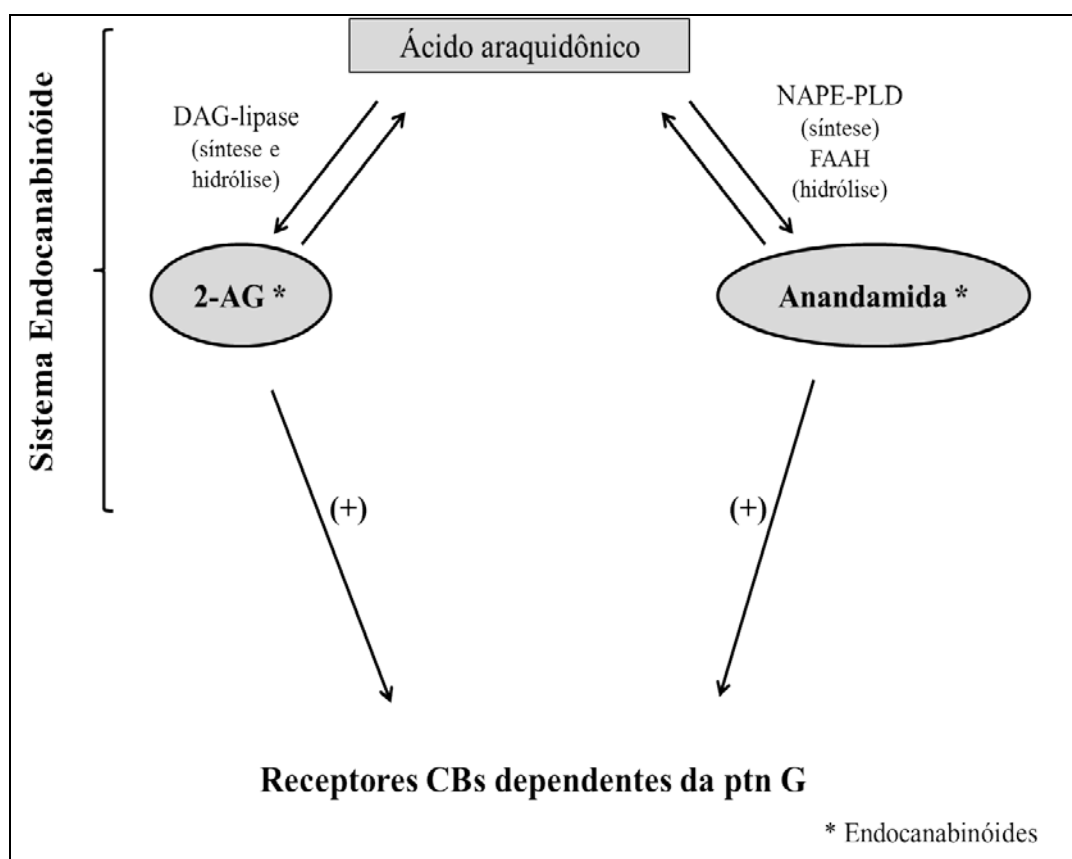 Sistema Endocanabinóide
Ácido araquidônico
DAG-lipase
(síntese e
hidrólise)
NAPE-PLD
(síntese)
FAAH
(hidrólise)
2-AG *
Anandamida *
(+)
(+)
Receptores CBs dependentes da ptn G
* Endocanabinóides